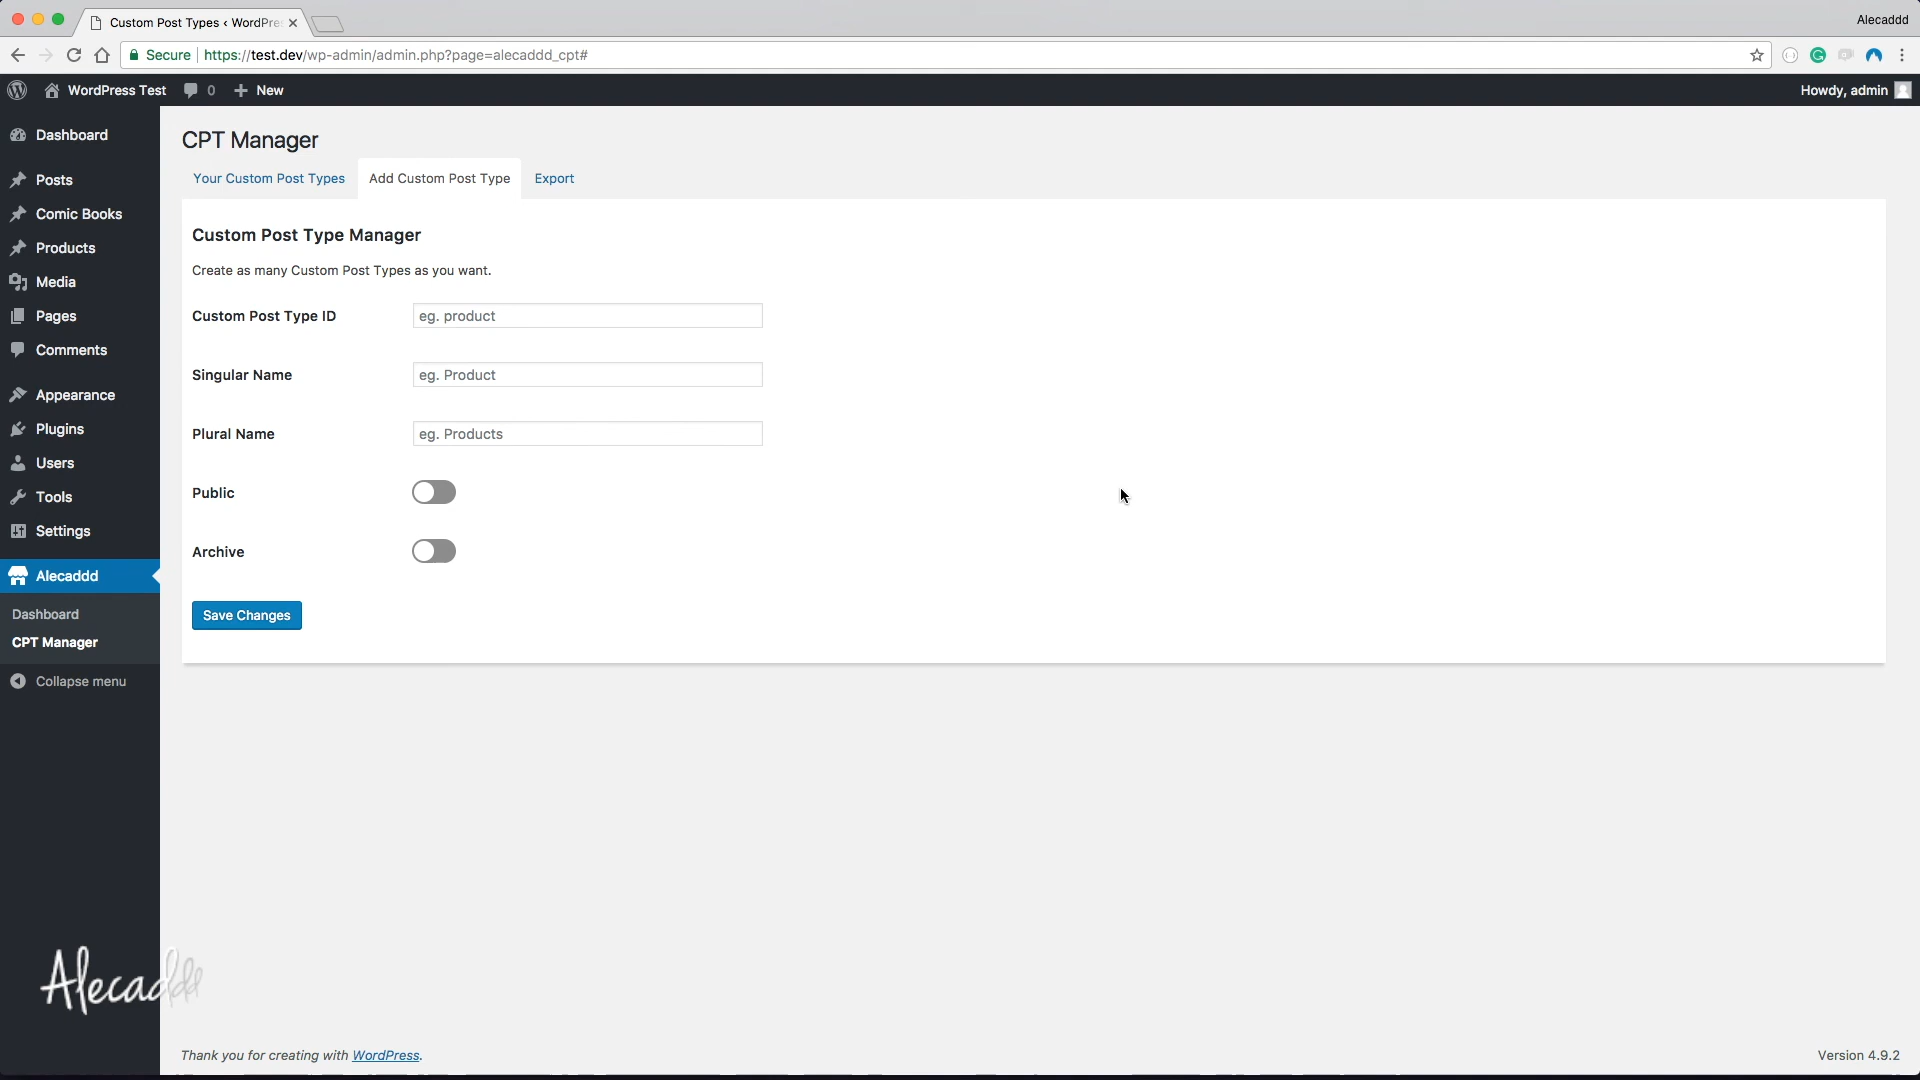 Custom Post Types ‹ WordPre
Alecaddd
Secure https://test.dev/wp-admin/admin.php?page=alecaddd_cpt#
WordPress Test 0 New
Howdy, admin
Dashboard
Posts
Comic Books
Products
Media
Pages
Comments
Appearance
Plugins
Users
Tools
Settings
Alecaddd
Dashboard
CPT Manager
Collapse menu
CPT Manager
Your Custom Post Types Add Custom Post Type Export
Custom Post Type Manager
Create as many Custom Post Types as you want.
Custom Post Type ID eg. product
Singular Name eg. Product
Plural Name eg. Products
Public
Archive
Save Changes
Alecaddd
Thank you for creating with WordPress.
Version 4.9.2